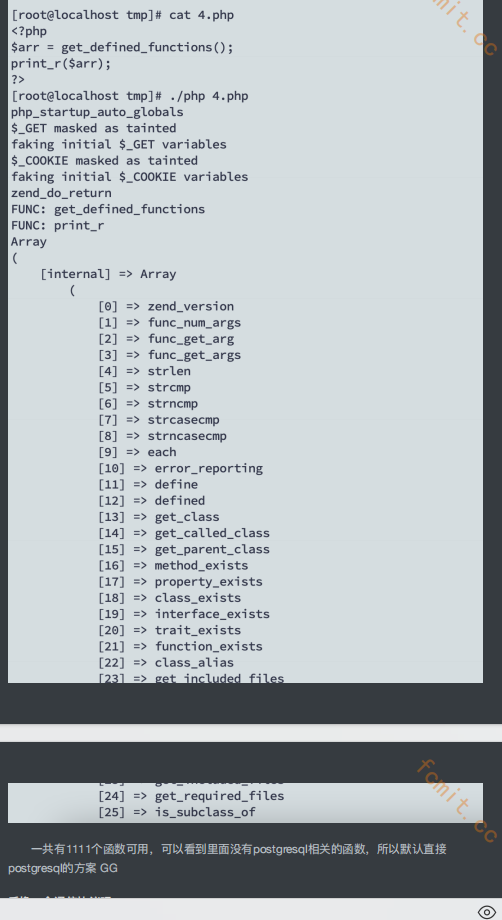 [root@localhost tmp]# cat 4.php
<?php
$arr = get_defined_functions();
print_r($arr);
?>
[root@localhost tmp]# ./php 4.php
php_startup_auto_globals
$_GET masked as tainted
faking initial $_GET variables
$_COOKIE masked as tainted
faking initial $_COOKIE variables
zend_do_return
FUNC: get_defined_functions
FUNC: print_r
Array
(
    [internal] => Array
        (
            [0] => zend_version
            [1] => func_num_args
            [2] => func_get_arg
            [3] => func_get_args
            [4] => strlen
            [5] => strcmp
            [6] => strncmp
            [7] => strcasecmp
            [8] => strncasecmp
            [9] => each
            [10] => error_reporting
            [11] => define
            [12] => defined
            [13] => get_class
            [14] => get_called_class
            [15] => get_parent_class
            [16] => method_exists
            [17] => property_exists
            [18] => class_exists
            [19] => interface_exists
            [20] => trait_exists
            [21] => function_exists
            [22] => class_alias
            [23] => get_included_files
            [24] => get_required_files
            [25] => is_subclass_of
一共有1111个函数可用，可以看到里面没有postgresql相关的函数，所以默认直接
postgresql的方案 GG
mit.cc
fcmit.cc